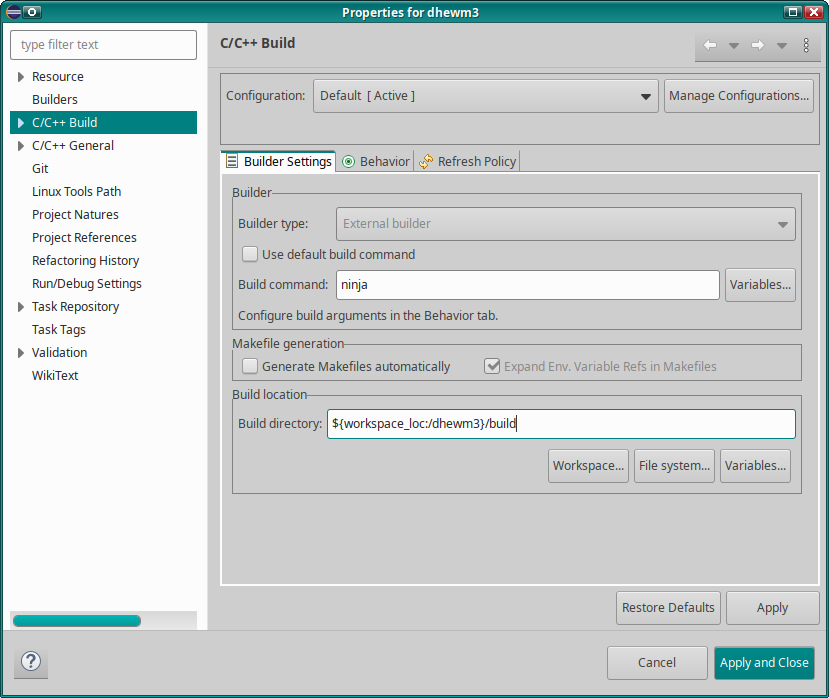 Properties for dhewm3
type filter text
Resource
Builders
C/C++ Build
C/C++ General
Git
Linux Tools Path
Project Natures
Project References
Refactoring History
Run/Debug Settings
Task Repository
Task Tags
Validation
WikiText
C/C++ Build
Configuration: Default [ Active ] Manage Configurations...
Builder Settings Behavior Refresh Policy
Builder
Builder type: External builder
Use default build command
Build command: ninja Variables...
Configure build arguments in the Behavior tab.
Makefile generation
Generate Makefiles automatically Expand Env. Variable Refs in Makefiles
Build location
Build directory: ${workspace_loc:/dhewm3}/build
Workspace... File system... Variables...
Restore Defaults Apply
? Cancel Apply and Close